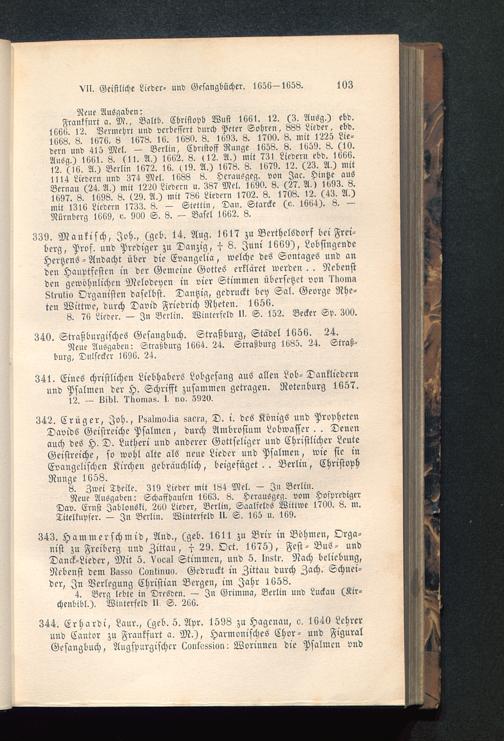 VII. Geistliche Lieder- und Gesangbücher. 1656—1658. 103
Neue Ausgaben:
Frankfurt a. M., Balth. Christoph Wust 1661. 12. (3. Ausg.) ebd.
1666. 12. Vermehrt und verbessert durch Peter Sohren, 888 Lieder, ebd.
1668. 8. 1676. 8 1678. 16. 1680. 8. 1693. 8. 1700. 8. mit 1225 Lie-
dern und 415 Mel. — Berlin, Christoff Runge 1658. 8. 1659. 8. (10.
Ausg.) 1661. 8. (11. A.) 1662. 8. (12. A.) mit 731 Liedern ebd. 1666.
12. (16. A.) Berlin 1672. 16. (19. A.) 1678. 8. 1679. 12. (23. A.) mit
1114 Liedern und 374 Mel. 1688 8. Herausgeg. von Jac. Hintze aus
Bernau (24. A.) mit 1220 Liedern u. 387 Mel. 1690. 8. (27. A.) 1693. 8.
1697. 8. 1698. 8. (29. A.) mit 786 Liedern 1702. 8. 1708. 12. (43. A.)
mit 1316 Liedern 1733. 8. — Stettin, Dan. Starcke (c. 1664). 8. —
Nürnberg 1669, c. 900 S. 8. — Basel 1662. 8.
339. Maukisch, Joh., (geb. 14. Aug. 1617 zu Berthelsdorf bei Frei-
berg, Prof. und Prediger zu Danzig, † 8. Juni 1669), Lobsingende
Hertzens-Andacht über die Evangelia, welche des Sontages und an
den Hauptfesten in der Gemeine Gottes erkläret werden . . Nebenst
den gewöhnlichen Melodeyen in vier Stimmen übersetzet von Thoma
Strutio Organisten daselbst. Dantzig, gedruckt bey Sal. George Rhe-
ten Wittwe, durch David Friedrich Rheten. 1656.
8. 76 Lieder. — In Berlin. Winterfeld II. S. 152. Becker Sp. 300.
340. Straßburgisches Gesangbuch. Straßburg, Städel 1656. 24.
Neue Ausgaben: Straßburg 1664. 24. Straßburg 1685. 24. Straß-
burg, Dulsecker 1696. 24.
341. Eines christlichen Liebhabers Lobgesang aus allen Lob- Dankliedern
und Psalmen der H. Schrifft zusammen getragen. Rotenburg 1657.
12. — Bibl. Thomas. I. no. 5920.
342. Crüger, Joh., Psalmodia sacra, D. i. des Königs und Propheten
Davids Geistreiche Psalmen, durch Ambrosium Lobwasser . . Denen
auch des H. D. Lutheri und anderer Gottseliger und Christlicher Leute
Geistreiche, so wohl alte als neue Lieder und Psalmen, wie sie in
Evangelischen Kirchen gebräuchlich, beigefüget . . Berlin, Christoph
Runge 1658.
8. Zwei Theile. 319 Lieder mit 184 Mel. — In Berlin.
Neue Ausgaben: Schaffhausen 1663. 8. Herausgeg. vom Hofprediger
Dav. Ernst Jablonski. 260 Lieder, Berlin, Saalfelds Wittwe 1700. 8. m.
Titelkupfer. — In Berlin. Winterfeld II. S. 165 u. 169.
343. Hammerschmid, And., (geb. 1611 zu Brix in Böhmen, Orga-
nist zu Freiberg und Zittau, † 29. Oct. 1675), Fest- Bus- und
Danck-Lieder, Mit 5. Vocal Stimmen, und 5. Instr. Nach beliebung,
Nebenst dem Basso Continuo. Gedruckt in Zittau durch Zach. Schnei-
der, In Verlegung Christian Bergen, im Jahr 1658.
4. Berg lebte in Dresden. — In Grimma, Berlin und Luckau (Kir-
chenbibl.). Winterfeld II. S. 266.
344. Erhardi, Laur., (geb. 5. Apr. 1598 zu Hagenau, c. 1640 Lehrer
und Cantor zu Frankfurt a. M.), Harmonisches Chor- und Figural
Gesangbuch, Augspurgischer Confession: Worinnen die Psalmen vnd